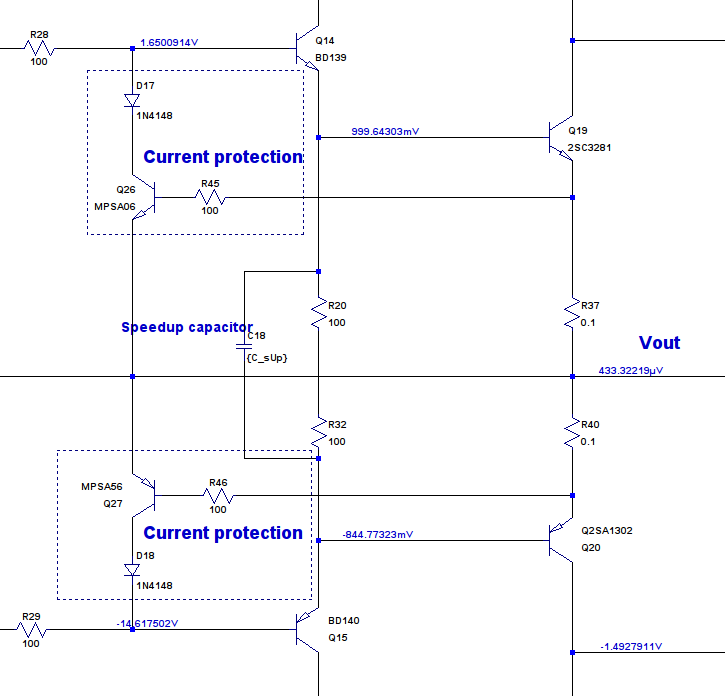 R28
100
1.6500914V
Q14
BD139
D17
1N4148
Current protection
Q26
MPSA06
R45
100
999.64303mV
Q19
2SC3281
Speedup capacitor
C18
{C_sUp}
R20
100
R37
0.1
Vout
433.32219µV
R32
100
R40
0.1
MPSA56
Q27
R46
100
Current protection
D18
1N4148
-844.77323mV
Q2SA1302
Q20
R29
100
-14.617502V
BD140
Q15
-1.4927911V